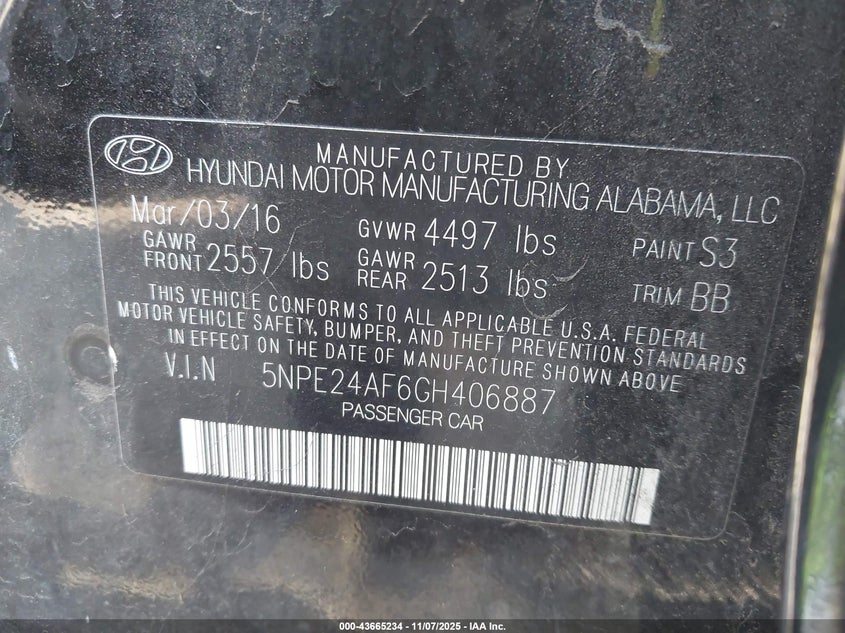 MANUFACTURED BY
HYUNDAI MOTOR MANUFACTURING ALABAMA, LLC
Mar/03/16 GVWR 4497 lbs PAINT S3
GAWR FRONT 2557 lbs GAWR REAR 2513 lbs TRIM BB
THIS VEHICLE CONFORMS TO ALL APPLICABLE U.S.A. FEDERAL
MOTOR VEHICLE SAFETY, BUMPER, AND THEFT PREVENTION STANDARDS
IN EFFECT ON THE DATE OF MANUFACTURE SHOWN ABOVE
V.I.N 5NPE24AF6GH406887
PASSENGER CAR
000-43665234 - 11/07/2025 - IAA Inc.